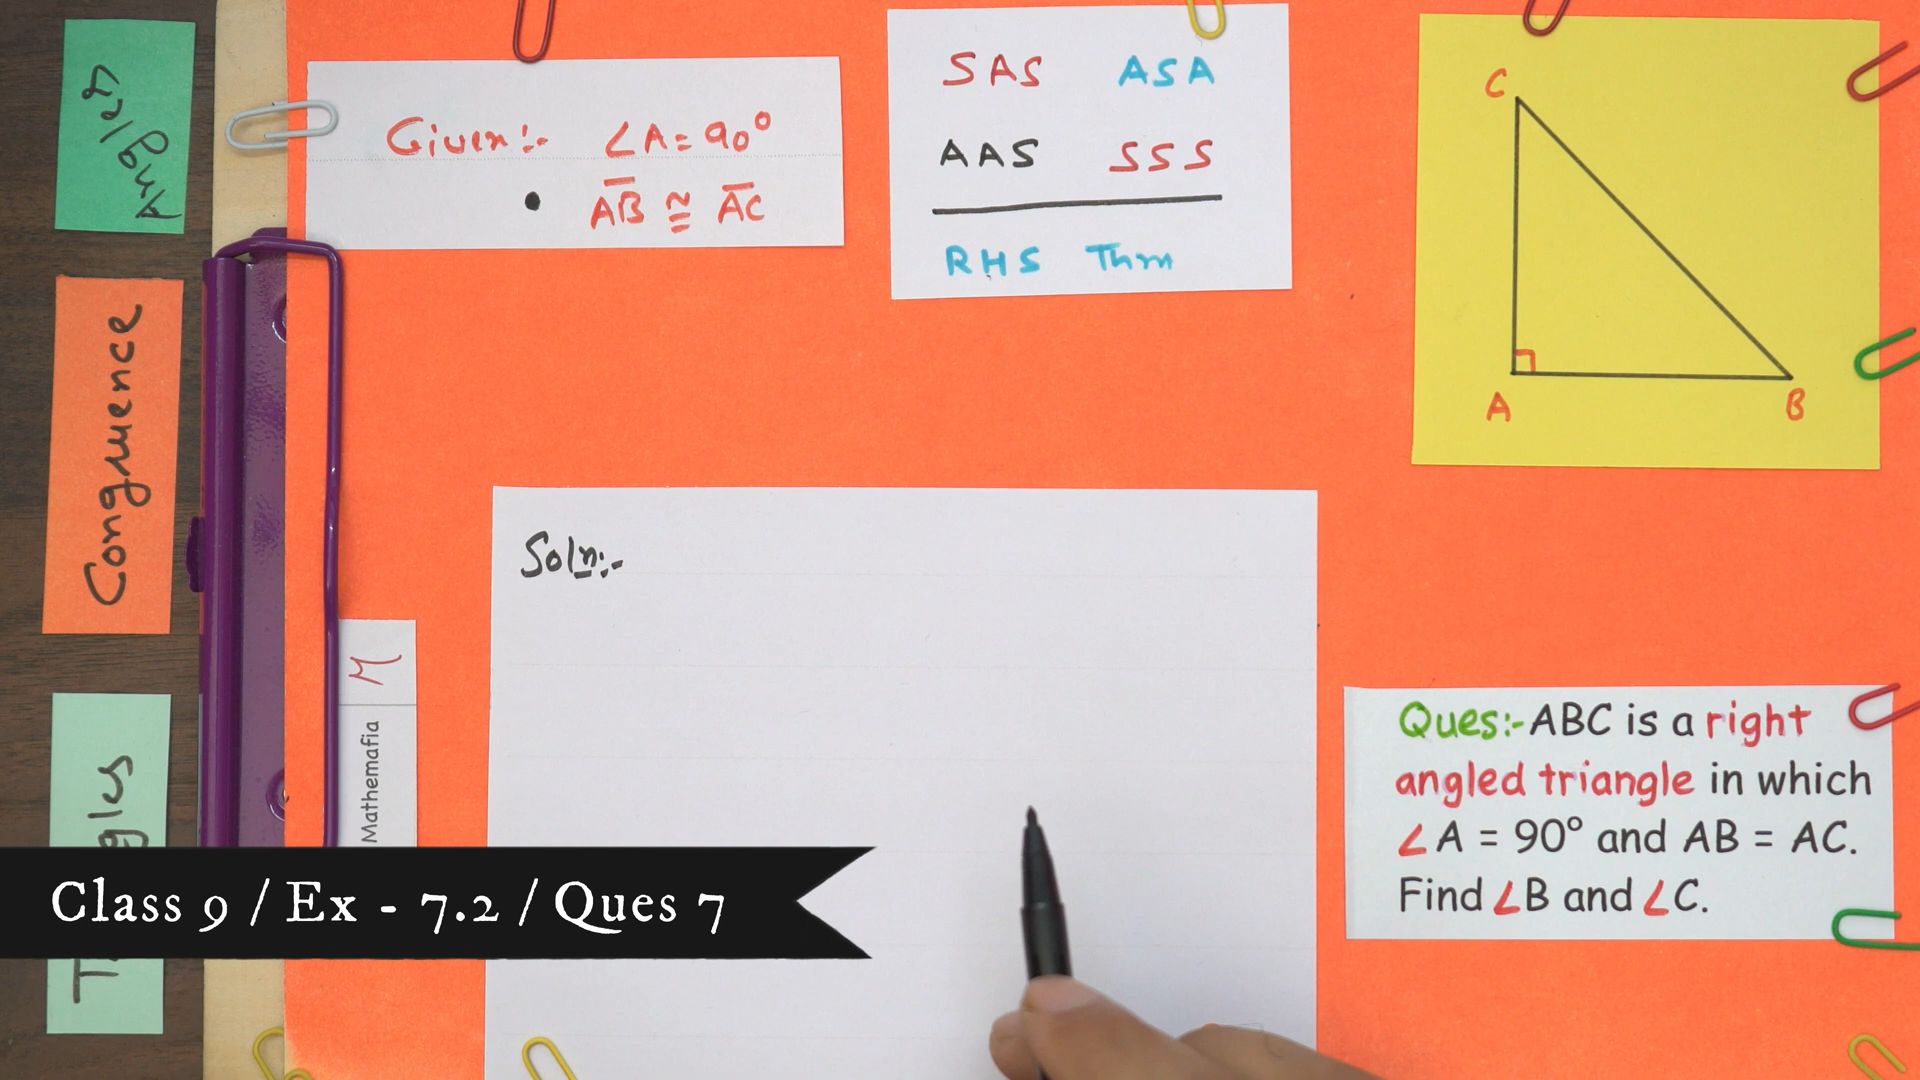 Angles
Congruence
Given:- ∠A = 90°
• AB ≅ AC
SAS ASA
AAS SSS
RHS Thm
C
A B
Soln:-
M
Mathemafia
Ques:- ABC is a right
angled triangle in which
∠A = 90° and AB = AC.
Find ∠B and ∠C.
Class 9 / Ex - 7.2 / Ques 7